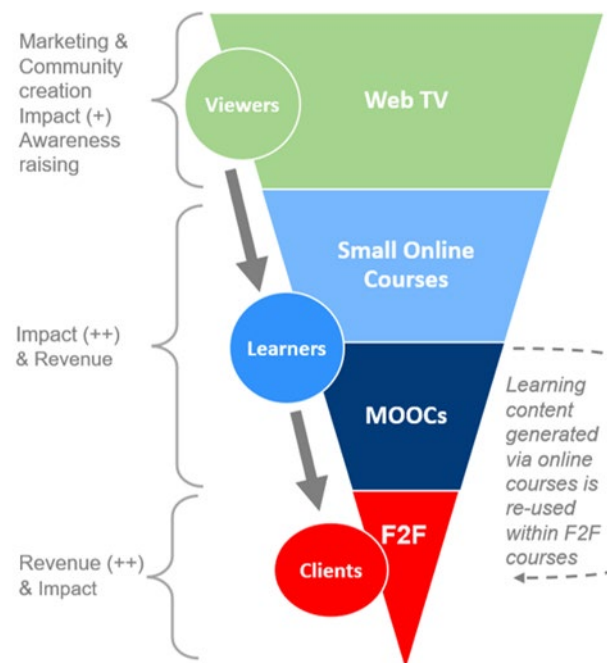 Marketing &
Community
creation
Impact (+)
Awareness
raising
Viewers
Web TV
Small Online
Courses
Impact (++)
& Revenue
Learners
MOOCs
Learning
content
generated
via online
courses is
re-used
within F2F
courses
F2F
Clients
Revenue (++)
& Impact